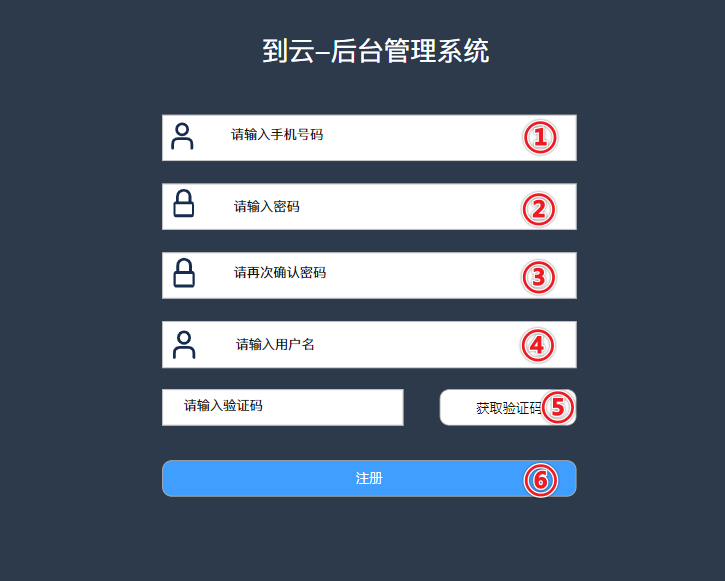 到云–后台管理系统
请输入手机号码 ①
请输入密码 ②
请再次确认密码 ③
请输入用户名 ④
请输入验证码 获取验证码 ⑤
注册 ⑥